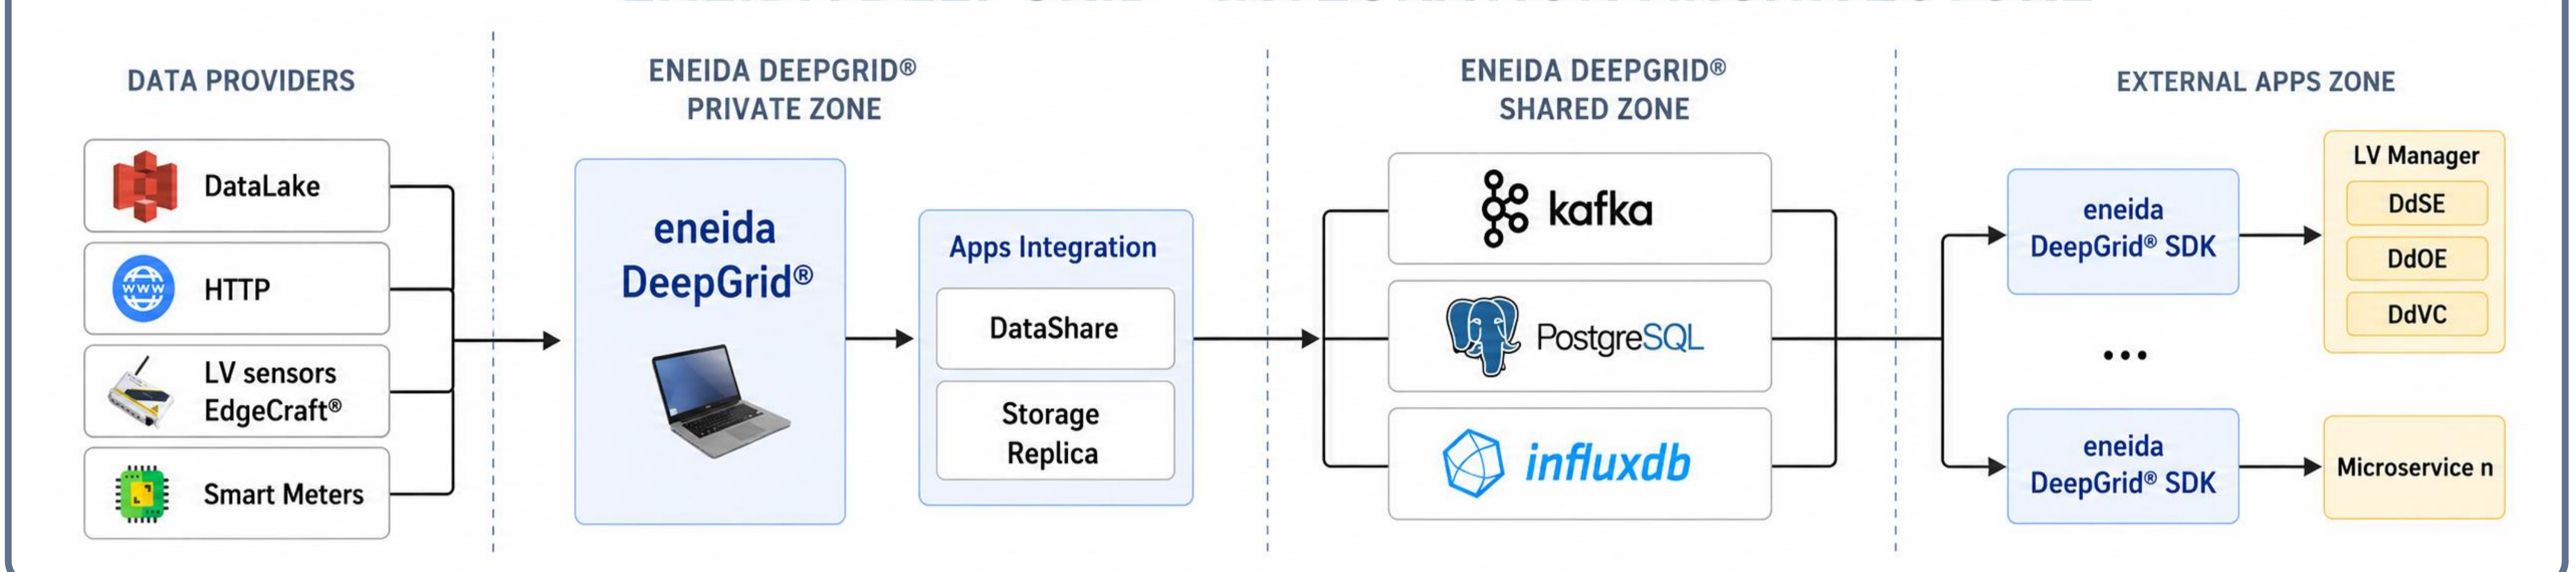 DATA PROVIDERS
DataLake
WWW
HTTP
LV sensors
EdgeCraft®
Smart Meters
ENEIDA DEEPGRID®
PRIVATE ZONE
eneida
DeepGrid®
Apps Integration
DataShare
Storage
Replica
ENEIDA DEEPGRID®
SHARED ZONE
kafka
PostgreSQL
influxdb
EXTERNAL APPS ZONE
eneida
DeepGrid® SDK
LV Manager
DdSE
DdOE
DdVC
...
eneida
DeepGrid® SDK
Microservice n